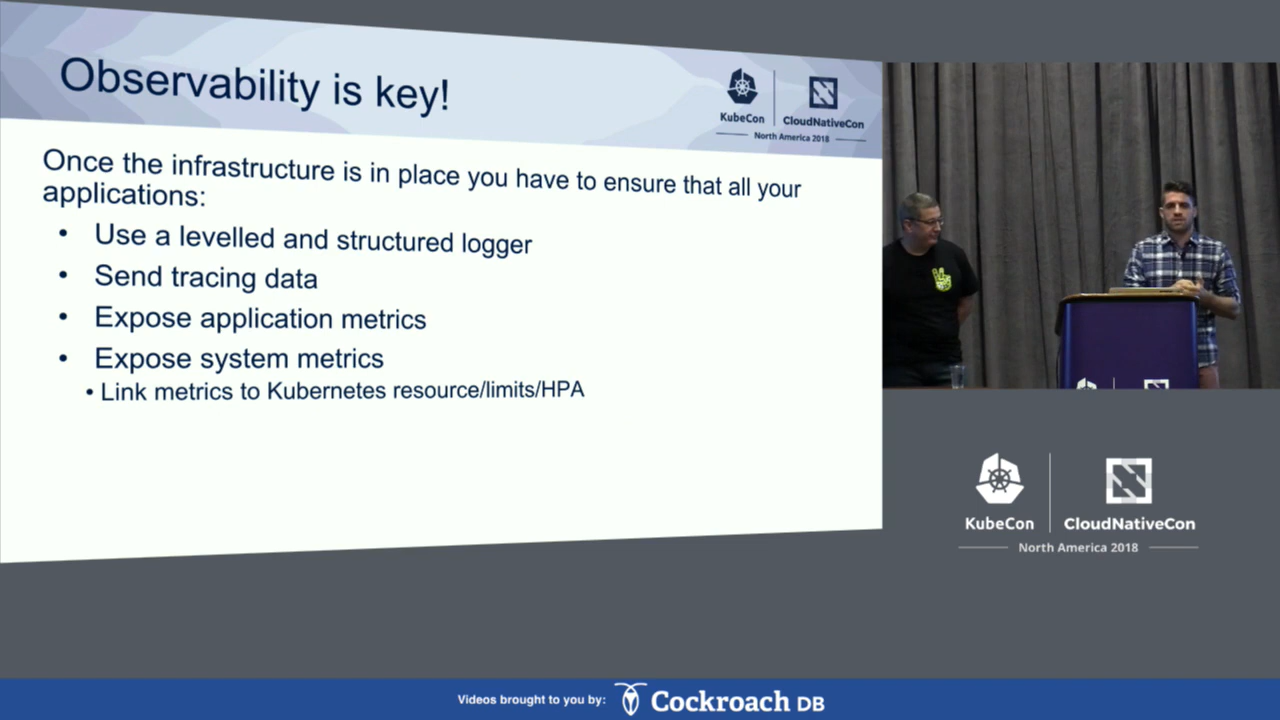 Observability is key!
KubeCon
CloudNativeCon
North America 2018
Once the infrastructure is in place you have to ensure that all your
applications:
• Use a levelled and structured logger
• Send tracing data
• Expose application metrics
• Expose system metrics
• Link metrics to Kubernetes resource/limits/HPA
KubeCon
CloudNativeCon
North America 2018
Videos brought to you by: Cockroach DB